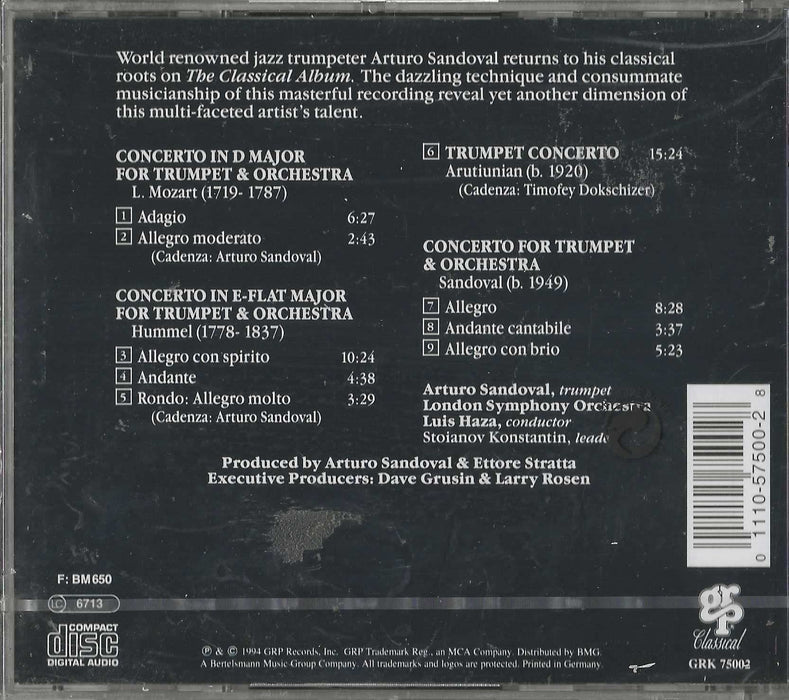 World renowned jazz trumpeter Arturo Sandoval returns to his classical
roots on The Classical Album. The dazzling technique and consummate
musicianship of this masterful recording reveal yet another dimension of
this multi-faceted artist's talent.
CONCERTO IN D MAJOR
FOR TRUMPET & ORCHESTRA
L. Mozart (1719- 1787)
1 Adagio 6:27
2 Allegro moderato 2:43
(Cadenza: Arturo Sandoval)
CONCERTO IN E-FLAT MAJOR
FOR TRUMPET & ORCHESTRA
Hummel (1778- 1837)
3 Allegro con spirito 10:24
4 Andante 4:38
5 Rondo: Allegro molto 3:29
(Cadenza: Arturo Sandoval)
6 TRUMPET CONCERTO 15:24
Arutiunian (b. 1920)
(Cadenza: Timofey Dokschizer)
CONCERTO FOR TRUMPET
& ORCHESTRA
Sandoval (b. 1949)
7 Allegro 8:28
8 Andante cantabile 3:37
9 Allegro con brio 5:23
Arturo Sandoval, trumpet
London Symphony Orchestra
Luis Haza, conductor
Stoianov Konstantin,
Produced by Arturo Sandoval & Ettore Stratta
Executive Producers: Dave Grusin & Larry Rosen
0 1110-57500-2 8
F: BM650
LC 6713
COMPACT
disc
DIGITAL AUDIO
℗ & © 1994 GRP Records, Inc. GRP Trademark Reg., an MCA Company. Distributed by BMG.
A Bertelsmann Music Group Company. All trademarks and logos are protected. Printed in Germany.
GRP
Classical
GRK 75002